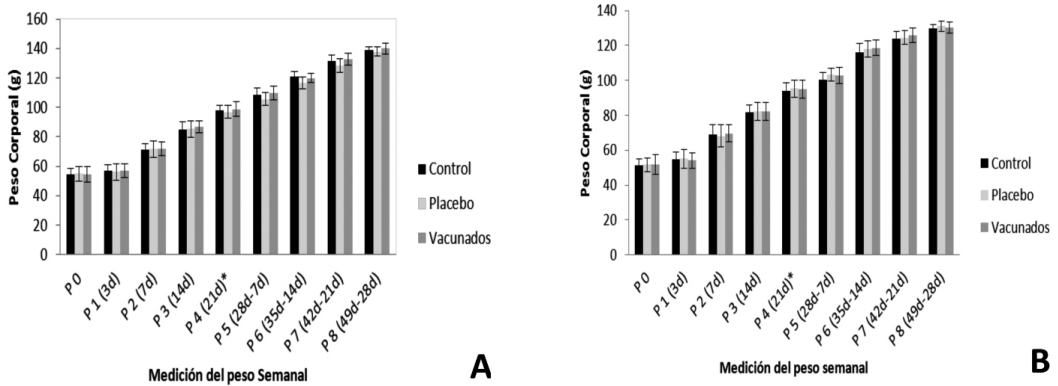 160
140
120
100
80
60
40
20
0
Peso Corporal (g)
P 0
P 1 (3d)
P 2 (7d)
P 3 (14d)
P 4 (21d)*
P 5 (28d-7d)
P 6 (35d-14d)
P 7 (42d-21d)
P 8 (49d-28d)
Medición del peso Semanal
Control
Placebo
Vacunados
A
140
120
100
80
60
40
20
0
Peso Corporal (g)
P 0
P 1 (3d)
P 2 (7d)
P 3 (14d)
P 4 (21d)*
P 5 (28d-7d)
P 6 (35d-14d)
P 7 (42d-21d)
P 8 (49d-28d)
Medición del peso semanal
Control
Placebo
Vacunados
B